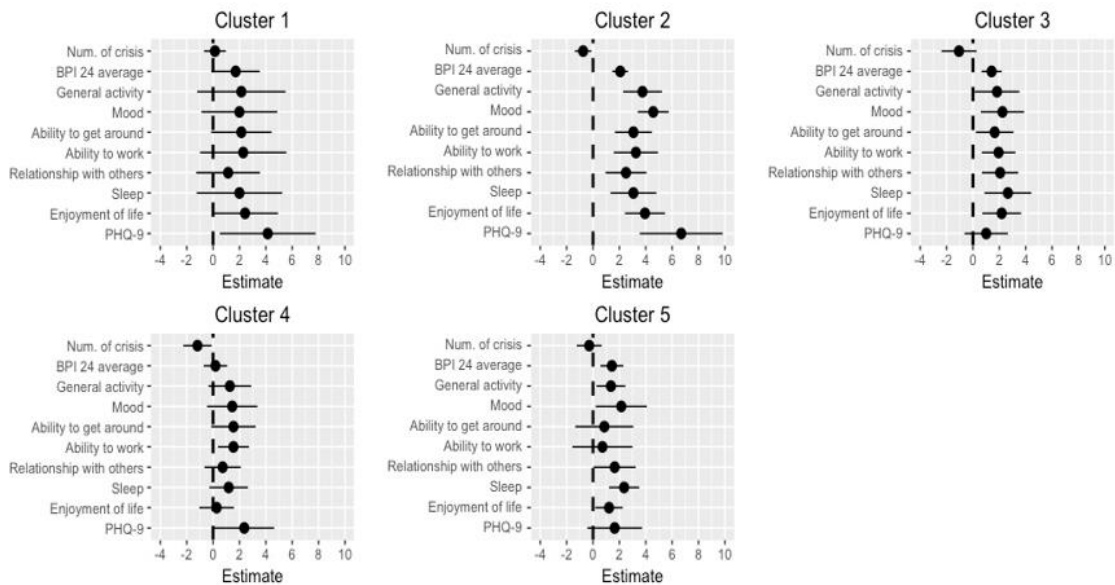 Cluster 1
Num. of crisis
BPI 24 average
General activity
Mood
Ability to get around
Ability to work
Relationship with others
Sleep
Enjoyment of life
PHQ-9
-4 -2 0 2 4 6 8 10
Estimate
Cluster 2
Num. of crisis
BPI 24 average
General activity
Mood
Ability to get around
Ability to work
Relationship with others
Sleep
Enjoyment of life
PHQ-9
-4 -2 0 2 4 6 8 10
Estimate
Cluster 3
Num. of crisis
BPI 24 average
General activity
Mood
Ability to get around
Ability to work
Relationship with others
Sleep
Enjoyment of life
PHQ-9
-4 -2 0 2 4 6 8 10
Estimate
Cluster 4
Num. of crisis
BPI 24 average
General activity
Mood
Ability to get around
Ability to work
Relationship with others
Sleep
Enjoyment of life
PHQ-9
-4 -2 0 2 4 6 8 10
Estimate
Cluster 5
Num. of crisis
BPI 24 average
General activity
Mood
Ability to get around
Ability to work
Relationship with others
Sleep
Enjoyment of life
PHQ-9
-4 -2 0 2 4 6 8 10
Estimate